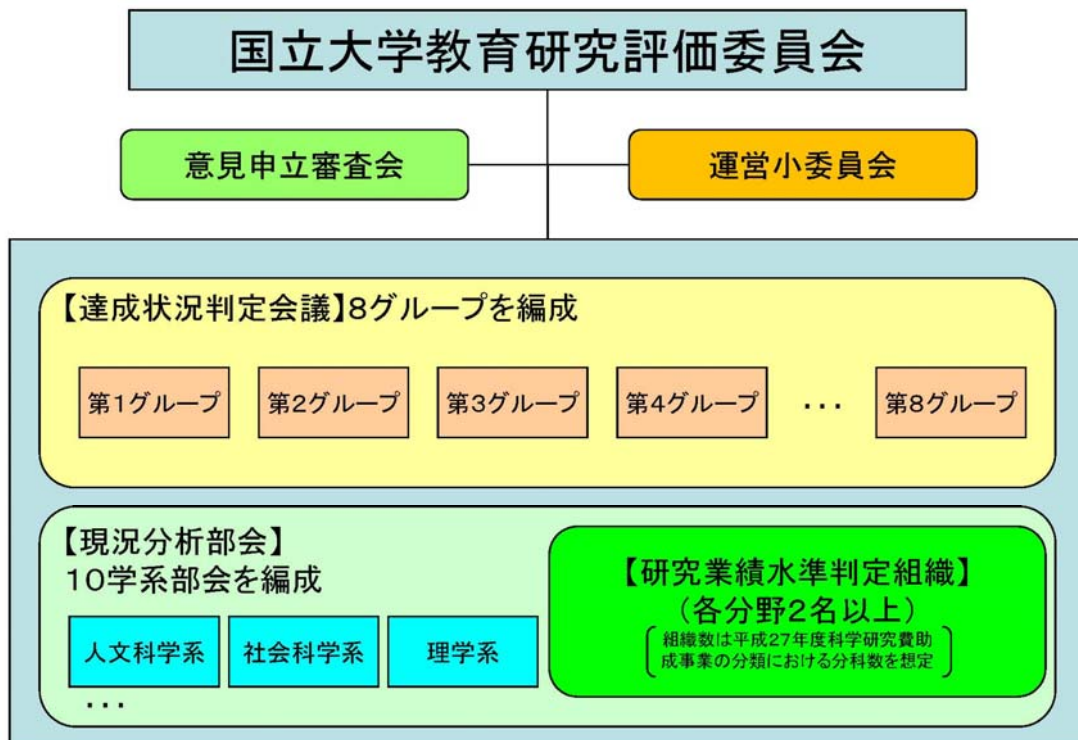 国立大学教育研究評価委員会
意見申立審査会
運営小委員会
【達成状況判定会議】8グループを編成
第1グループ
第2グループ
第3グループ
第4グループ
・・・
第8グループ
【現況分析部会】
10学系部会を編成
人文科学系
社会科学系
理学系
・・・
【研究業績水準判定組織】
(各分野2名以上)
組織数は平成27年度科学研究費助
成事業の分類における分科数を想定